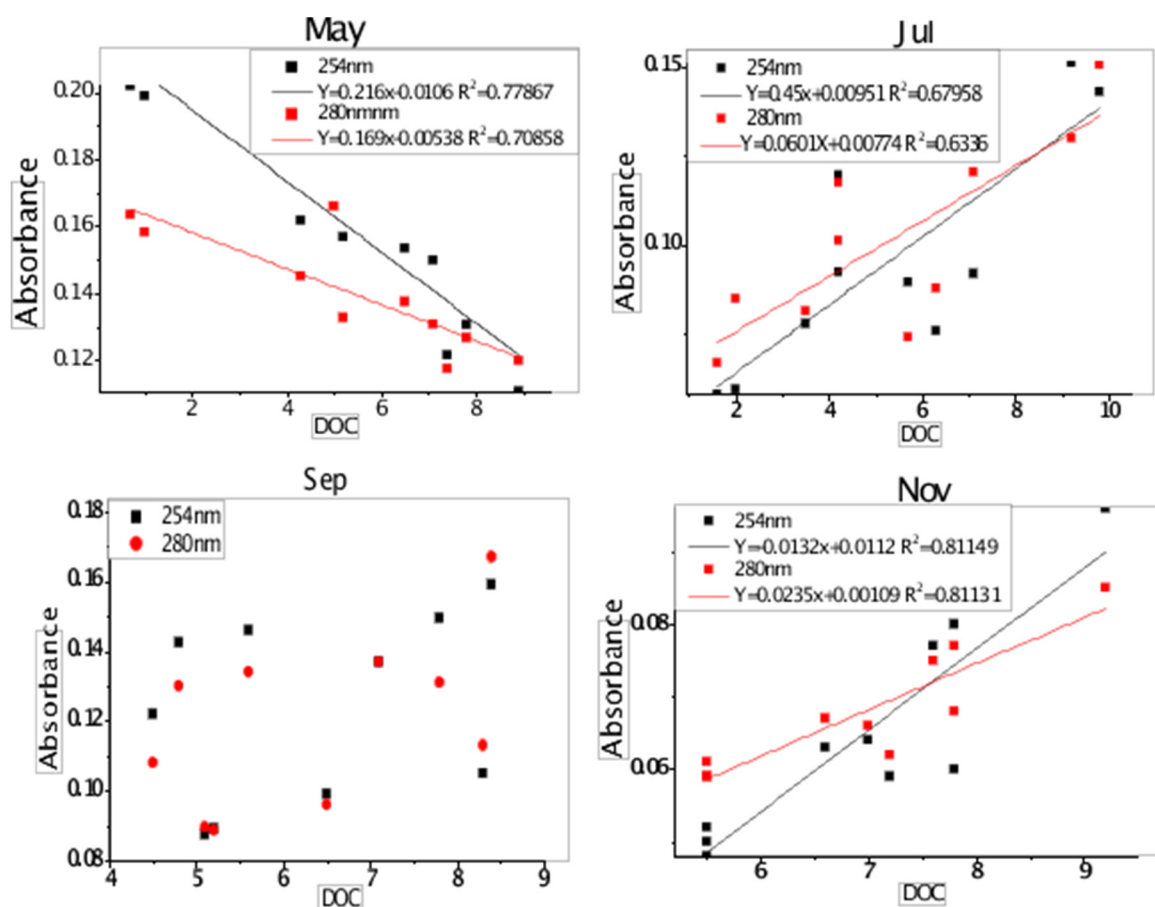 May
254nm
Y=0.216x-0.0106 R²=0.77867
280nmnm
Y=0.169x-0.00538 R²=0.70858
0.20
0.18
0.16
0.14
0.12
Absorbance
2 4 6 8
DOC
Jul
254nm
Y=0.45x+0.00951 R²=0.67958
280nm
Y=0.0601X+0.00774 R²=0.6336
0.15
0.10
Absorbance
2 4 6 8 10
DOC
Sep
254nm
280nm
0.18
0.16
0.14
0.12
0.10
0.08
Absorbance
4 5 6 7 8 9
DOC
Nov
254nm
Y=-0.0132x+0.0112 R²=0.81149
280nm
Y=0.0235x+0.00109 R²=0.81131
0.08
0.06
Absorbance
6 7 8 9
DOC